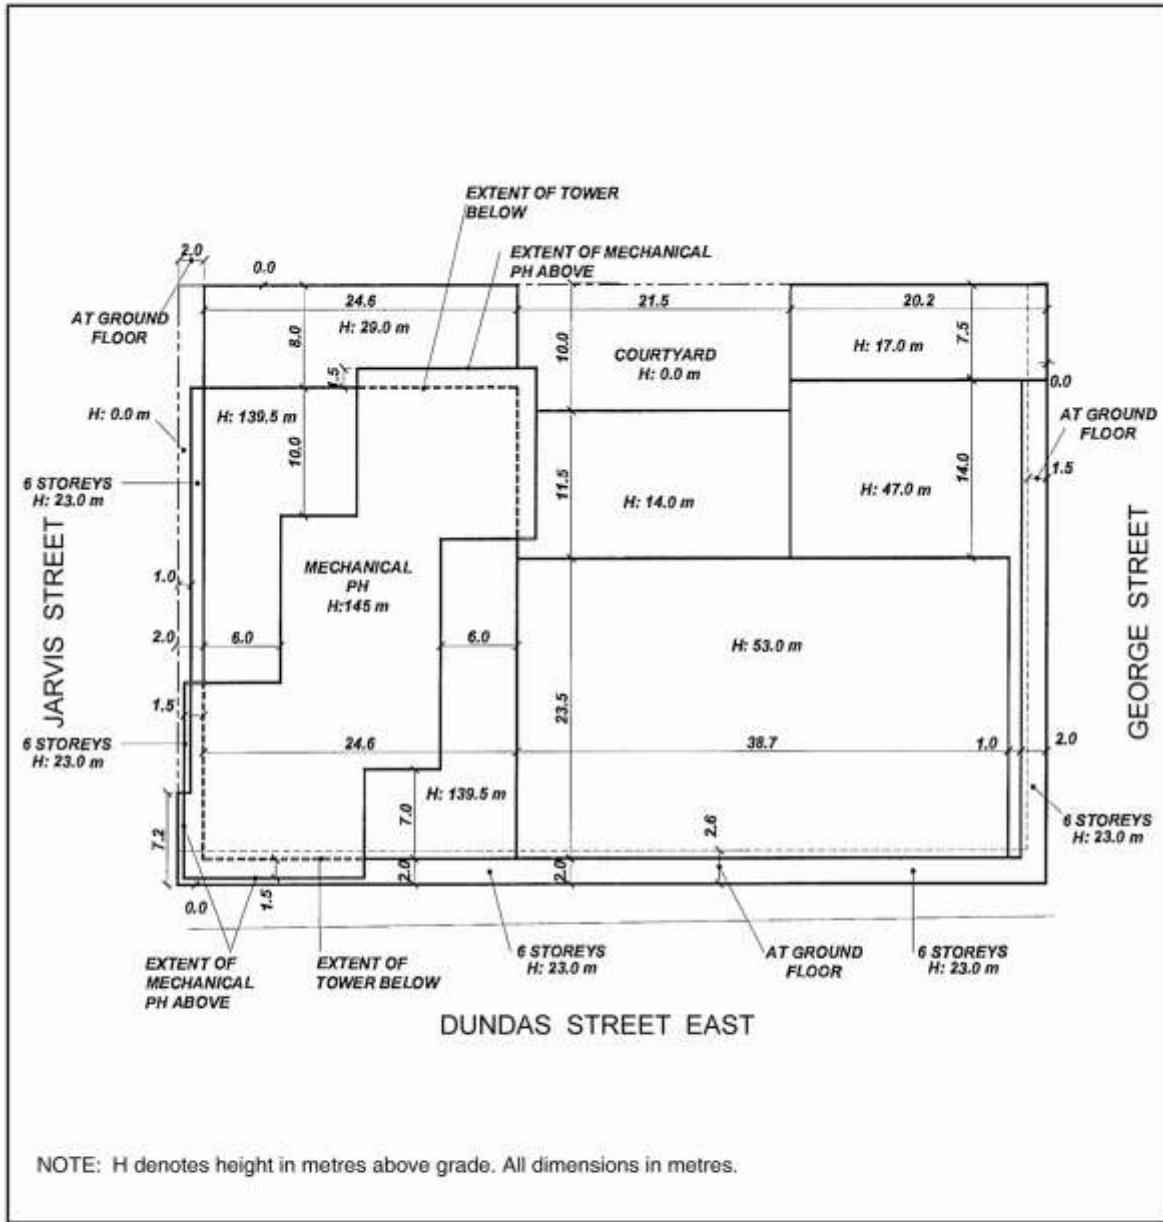 EXTENT OF TOWER
BELOW
2.0
0.0
EXTENT OF MECHANICAL
PH ABOVE
24.6
21.5
20.2
AT GROUND
FLOOR
H: 29.0 m
8.0
10.0
COURTYARD
H: 0.0 m
H: 17.0 m
7.5
1.5
0.0
H: 0.0 m
H: 139.5 m
AT GROUND
FLOOR
10.0
6 STOREYS
H: 23.0 m
11.5
H: 14.0 m
H: 47.0 m
14.0
1.5
JARVIS STREET
GEORGE STREET
MECHANICAL
PH
H:145 m
1.0
2.0
6.0
6.0
H: 53.0 m
1.5
23.5
6 STOREYS
H: 23.0 m
24.6
38.7
1.0
2.0
H: 139.5 m
7.0
7.2
2.6
6 STOREYS
H: 23.0 m
0.0
1.5
2.0
2.0
EXTENT OF
MECHANICAL
PH ABOVE
EXTENT OF
TOWER BELOW
6 STOREYS
H: 23.0 m
AT GROUND
FLOOR
6 STOREYS
H: 23.0 m
DUNDAS STREET EAST
NOTE: H denotes height in metres above grade. All dimensions in metres.